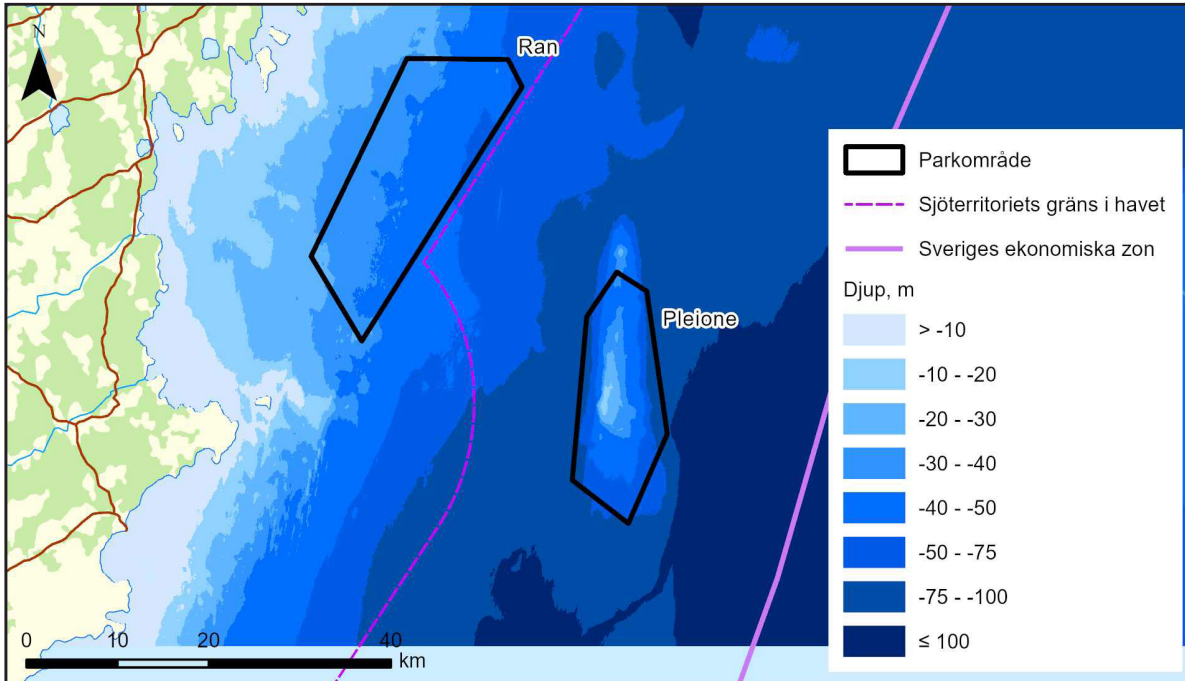 N
Ran
Pleione
Parkområde
Sjöterritoriets gräns i havet
Sveriges ekonomiska zon
Djup, m
> -10
-10 - -20
-20 - -30
-30 - -40
-40 - -50
-50 - -75
-75 - -100
≤ 100
0 10 20 40
km